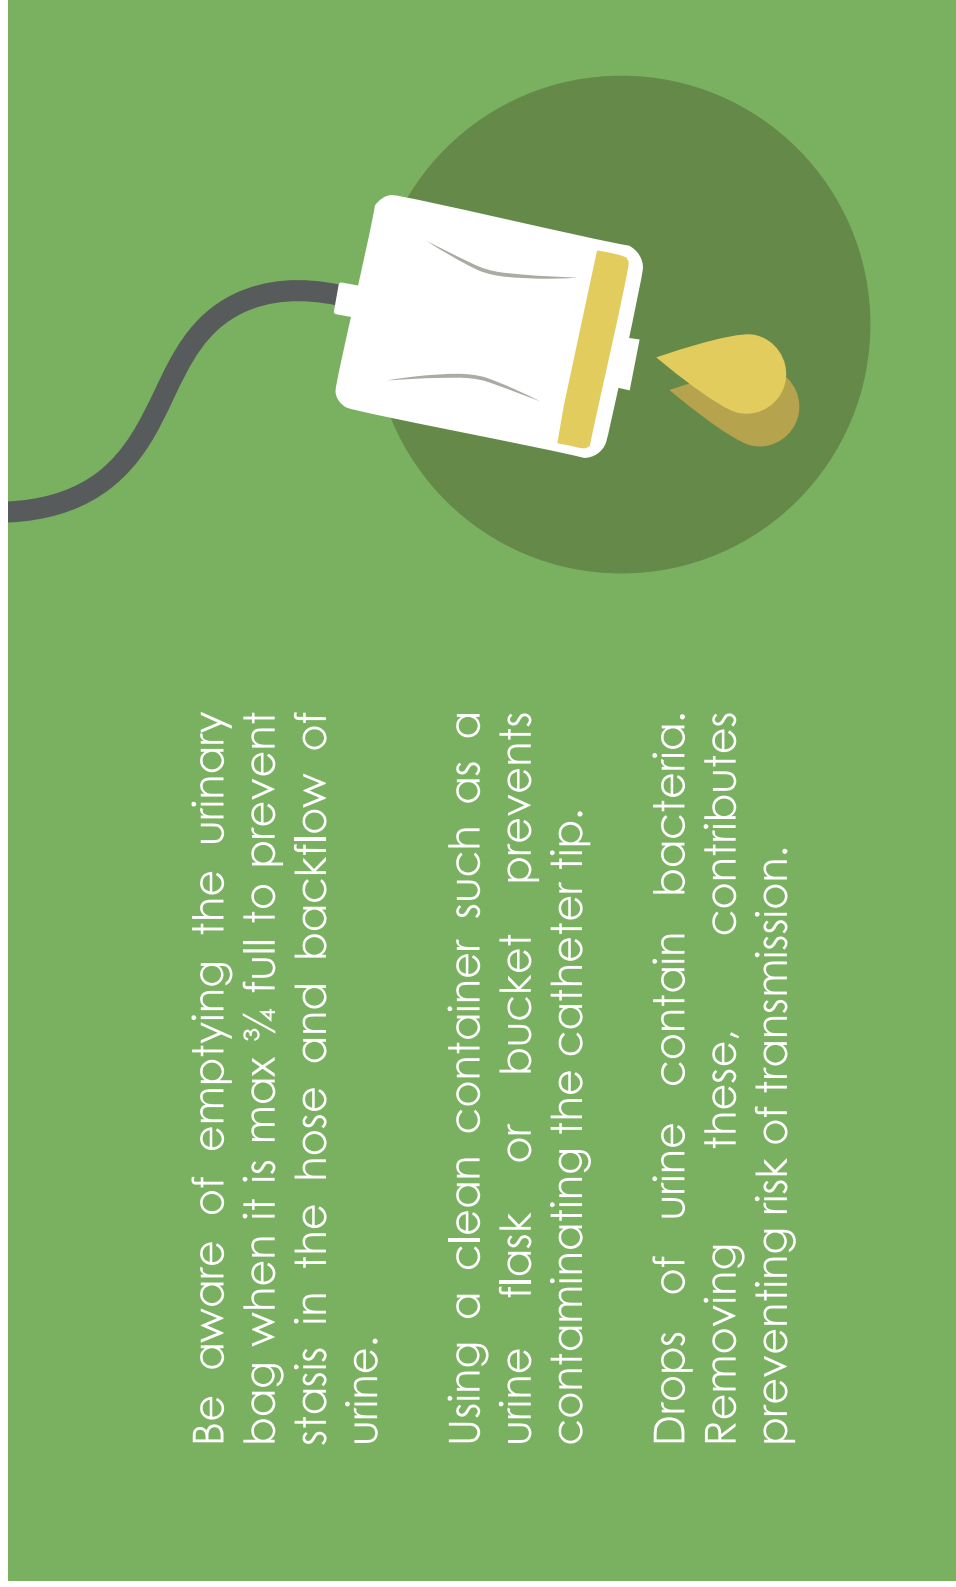 Be aware of emptying the urinary
bag when it is max ¾ full to prevent
stasis in the hose and backflow of
urine.
Using a clean container such as a
urine flask or bucket prevents
contaminating the catheter tip.
Drops of urine contain bacteria.
Removing these, contributes
preventing risk of transmission.